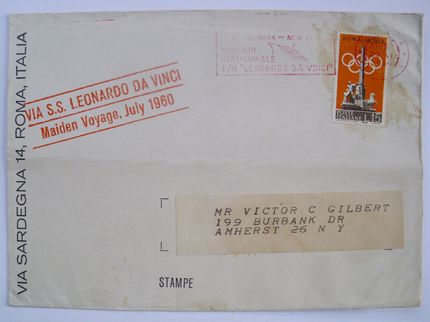 VIA SARDEGNA 14, ROMA, ITALIA
VIA S.S. LEONARDO DA VINCI
Maiden Voyage, July 1960
VIAGGIO
INAUGURALE
T/N "LEONARDO DA VINCI"
ROMA
POSTE
ITALIANE
L.15
MR VICTOR C GILBERT
199 BURBANK DR
AMHERST 26 N Y
STAMPE